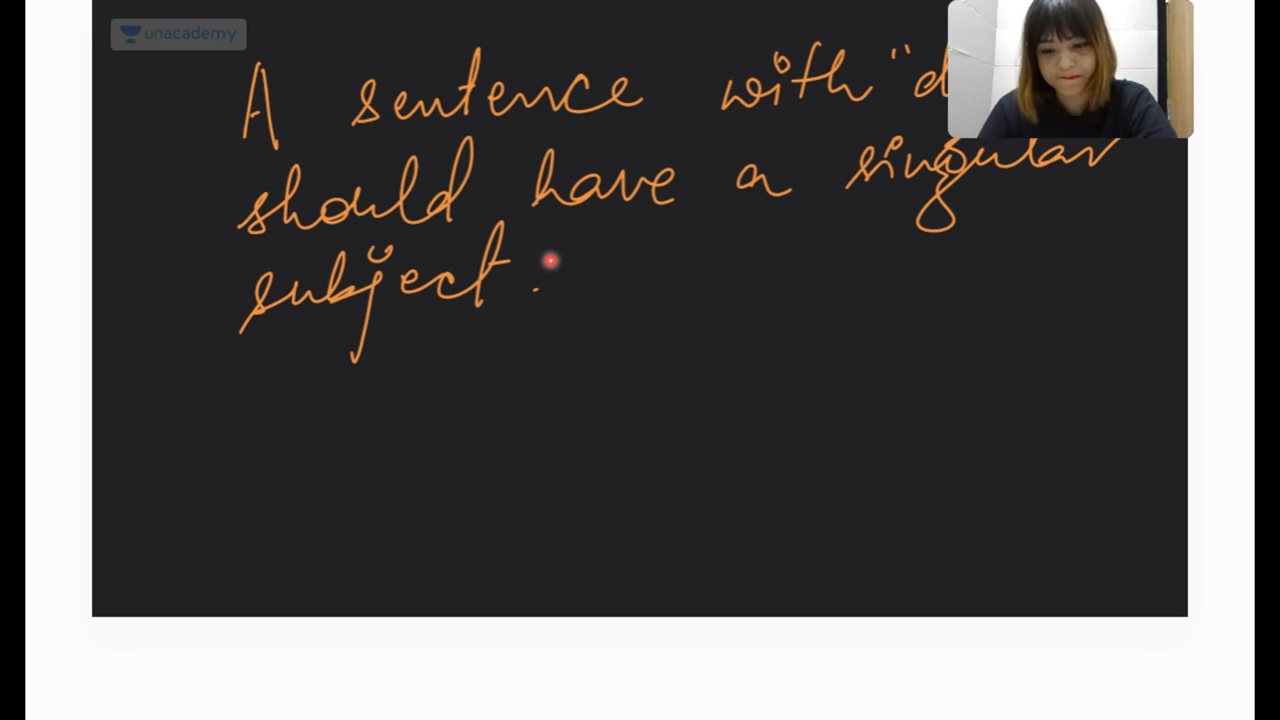 unacademy
A sentence with "d
should have a singular
subject.